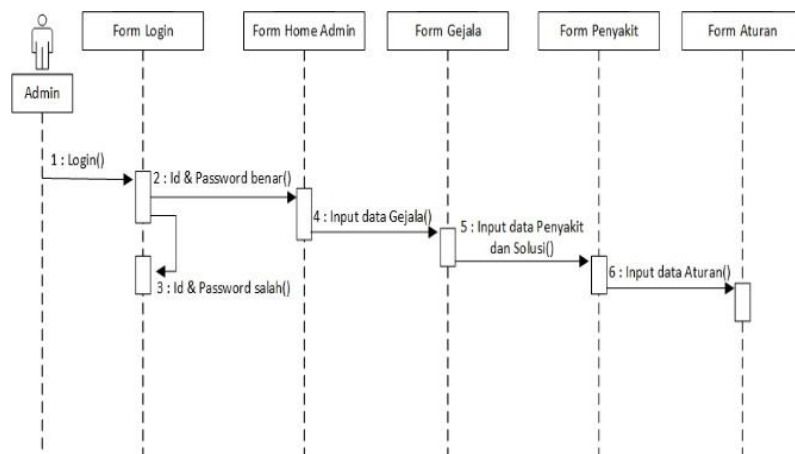 Form Login
Form Home Admin
Form Gejala
Form Penyakit
Form Aturan
Admin
1 : Login()
2 : Id & Password benar()
3 : Id & Password salah()
4 : Input data Gejala()
5 : Input data Penyakit
dan Solusi()
6 : Input data Aturan()